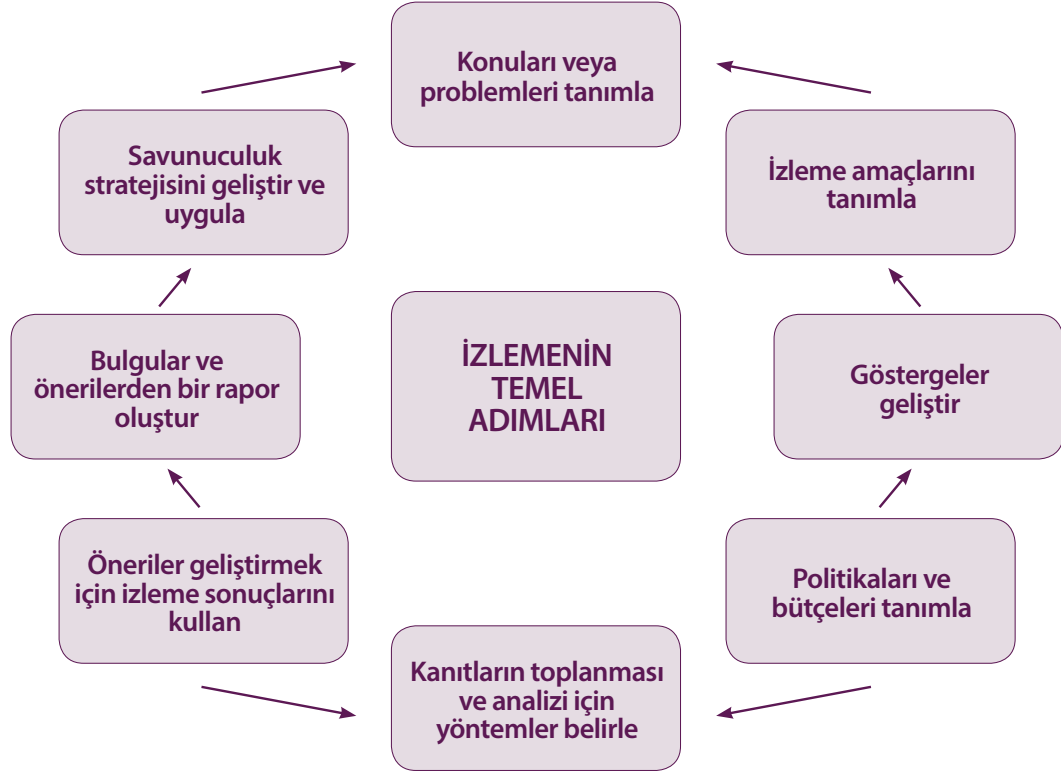 Konuları veya
problemleri tanımla
Savunuculuk
stratejisini geliştir ve
uygula
İzleme amaçlarını
tanımla
Bulgular ve
önerilerden bir rapor
oluştur
İZLEMENİN
TEMEL
ADIMLARI
Göstergeler
geliştir
Öneriler geliştirmek
için izleme sonuçlarını
kullan
Politikaları ve
bütçeleri tanımla
Kanıtların toplanması
ve analizi için
yöntemler belirle